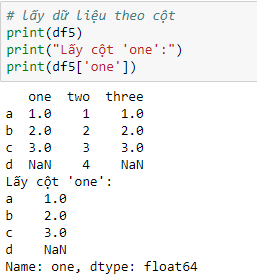 # lấy dữ liệu theo cột
print(df5)
print("Lấy cột 'one':")
print(df5['one'])
   one  two  three
a  1.0    1    1.0
b  2.0    2    2.0
c  3.0    3    3.0
d  NaN    4    NaN
Lấy cột 'one':
a    1.0
b    2.0
c    3.0
d    NaN
Name: one, dtype: float64